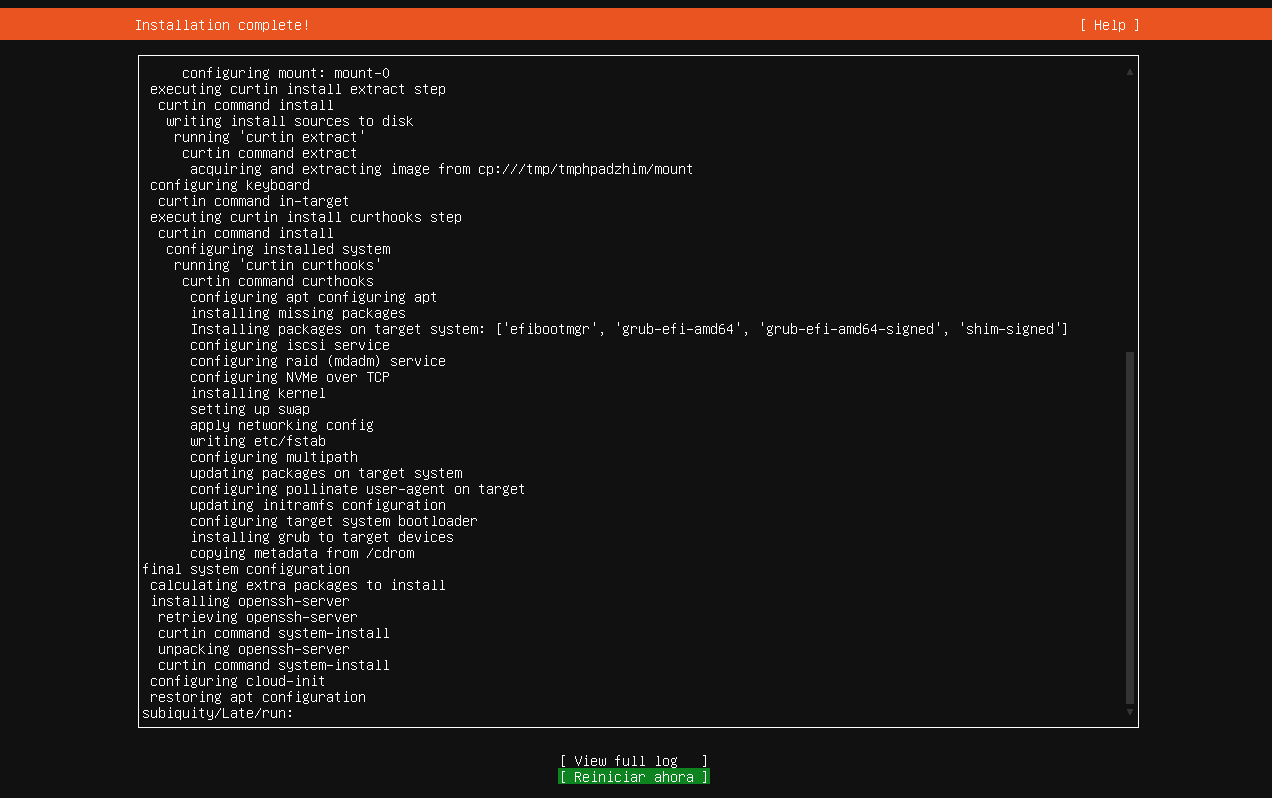 Installation complete! [ Help ]
configuring mount: mount-0
executing curtin install extract step
curtin command install
writing install sources to disk
running 'curtin extract'
curtin command extract
acquiring and extracting image from cp:///tmp/tmphpadzhim/mount
configuring keyboard
curtin command in-target
executing curtin install curthooks step
curtin command install
configuring installed system
running 'curtin curthooks'
curtin command curthooks
configuring apt configuring apt
installing missing packages
Installing packages on target system: ['efibootmgr', 'grub-efi-amd64', 'grub-efi-amd64-signed', 'shim-signed']
configuring iscsi service
configuring raid (mdadm) service
configuring NVMe over TCP
installing kernel
setting up swap
apply networking config
writing etc/fstab
configuring multipath
updating packages on target system
configuring pollinate user-agent on target
updating initramfs configuration
configuring target system bootloader
installing grub to target devices
copying metadata from /cdrom
final system configuration
calculating extra packages to install
installing openssh-server
retrieving openssh-server
curtin command system-install
unpacking openssh-server
curtin command system-install
configuring cloud-init
restoring apt configuration
subiquity/Late/run:
[ View full log ]
[ Reiniciar ahora ]